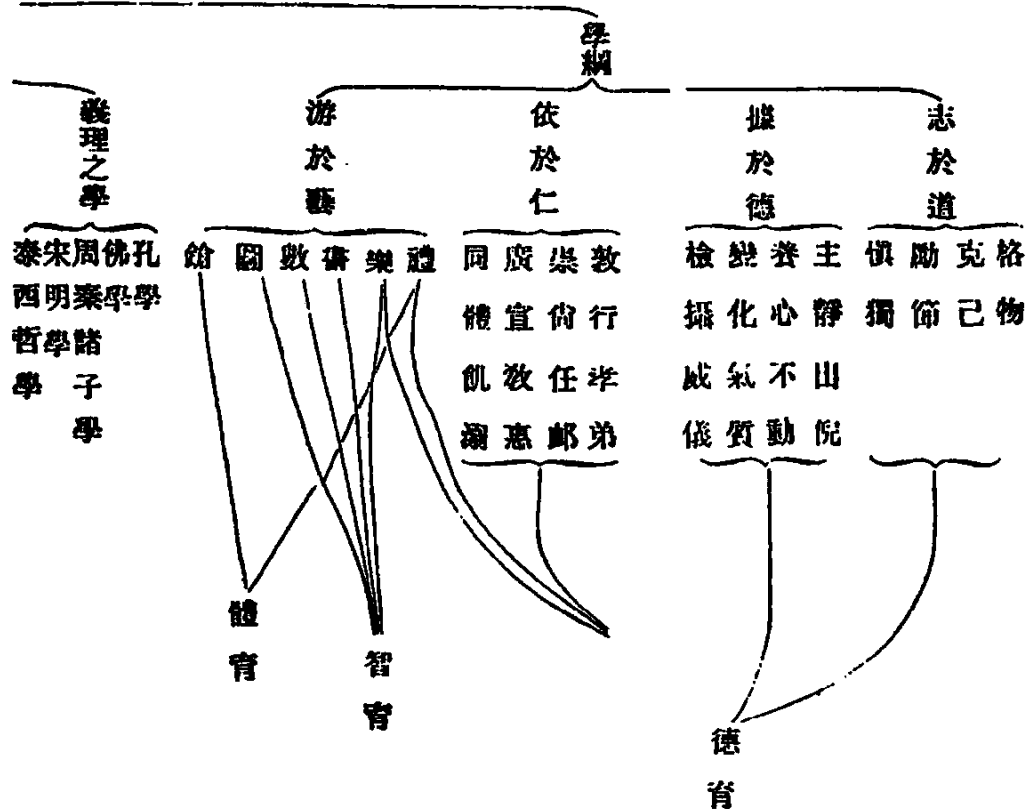 學綱
志於道
格物
克己
勵節
慎獨
據於德
主靜出倪
養心不動
變化氣質
檢攝威儀
依於仁
敦行孝弟
崇尚任卹
廣宣教惠
同體飢溺
游於藝
禮
樂
書
數
圖
鎗
義理之學
孔學
佛學
周秦諸子學
宋明學
泰西哲學
德育
智育
體育